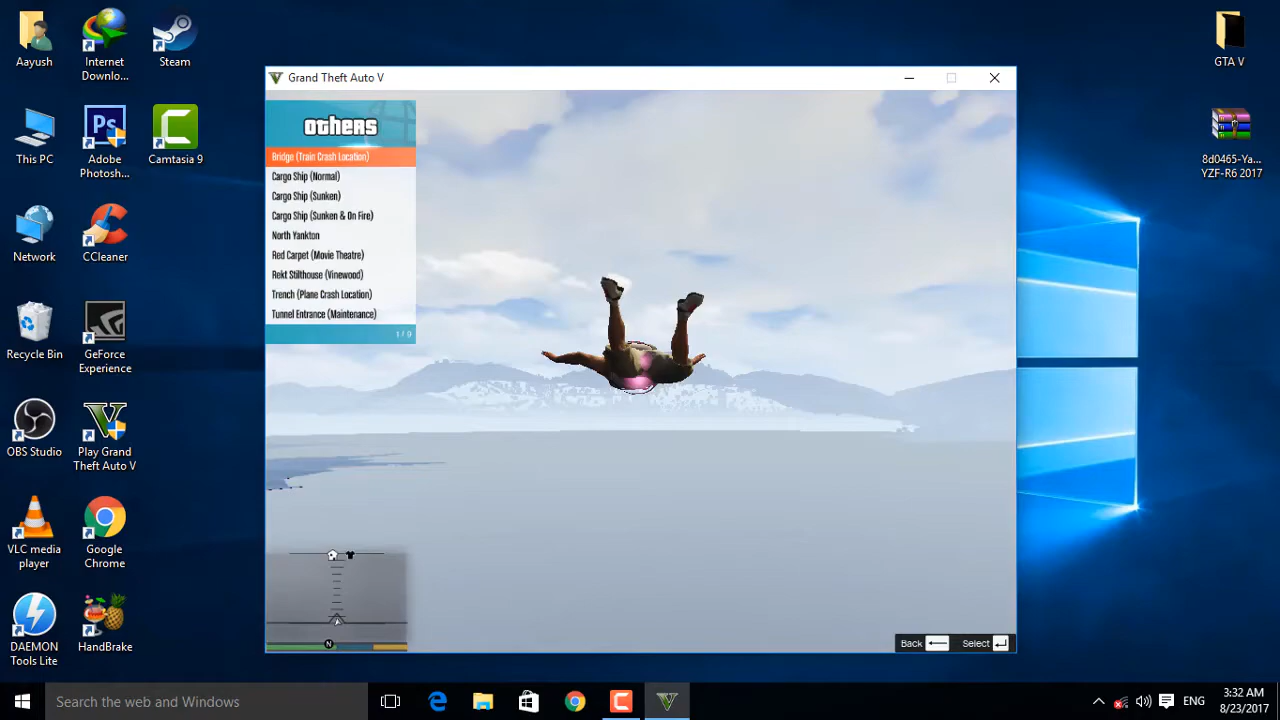 Aayush
Internet
Downlo...
Steam
This PC
Ps
Adobe
Photosh...
Camtasia 9
Network
CCleaner
Recycle Bin
GeForce
Experience
OBS Studio
Play Grand
Theft Auto V
VLC media
player
Google
Chrome
DAEMON
Tools Lite
HandBrake
GTA V
8d0465-Ya...
YZF-R6 2017
Grand Theft Auto V
OTHERS
Bridge (Train Crash Location)
Cargo Ship (Normal)
Cargo Ship (Sunken)
Cargo Ship (Sunken & On Fire)
North Yankton
Red Carpet (Movie Theatre)
Rekt Stilthouse (Vinewood)
Trench (Plane Crash Location)
Tunnel Entrance (Maintenance)
1 / 9
N
Back
Select
Search the web and Windows
ENG
3:32 AM
8/23/2017